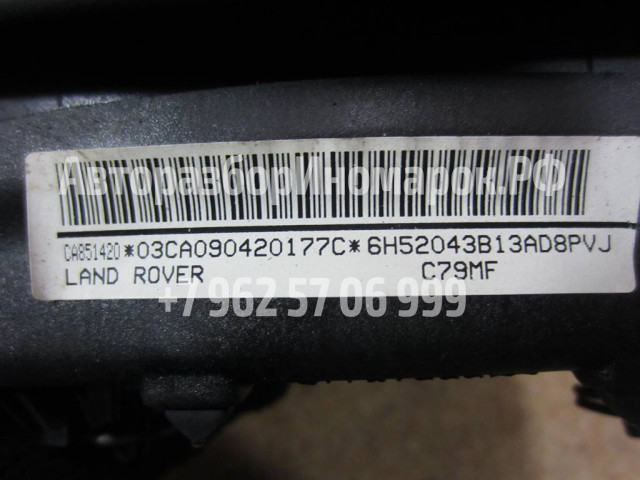 АвторазборИномарок.РФ
CA851420*03CA090420177C*6H52043B13AD8PVJ
LAND ROVER C79MF
+7 962 57 06 999